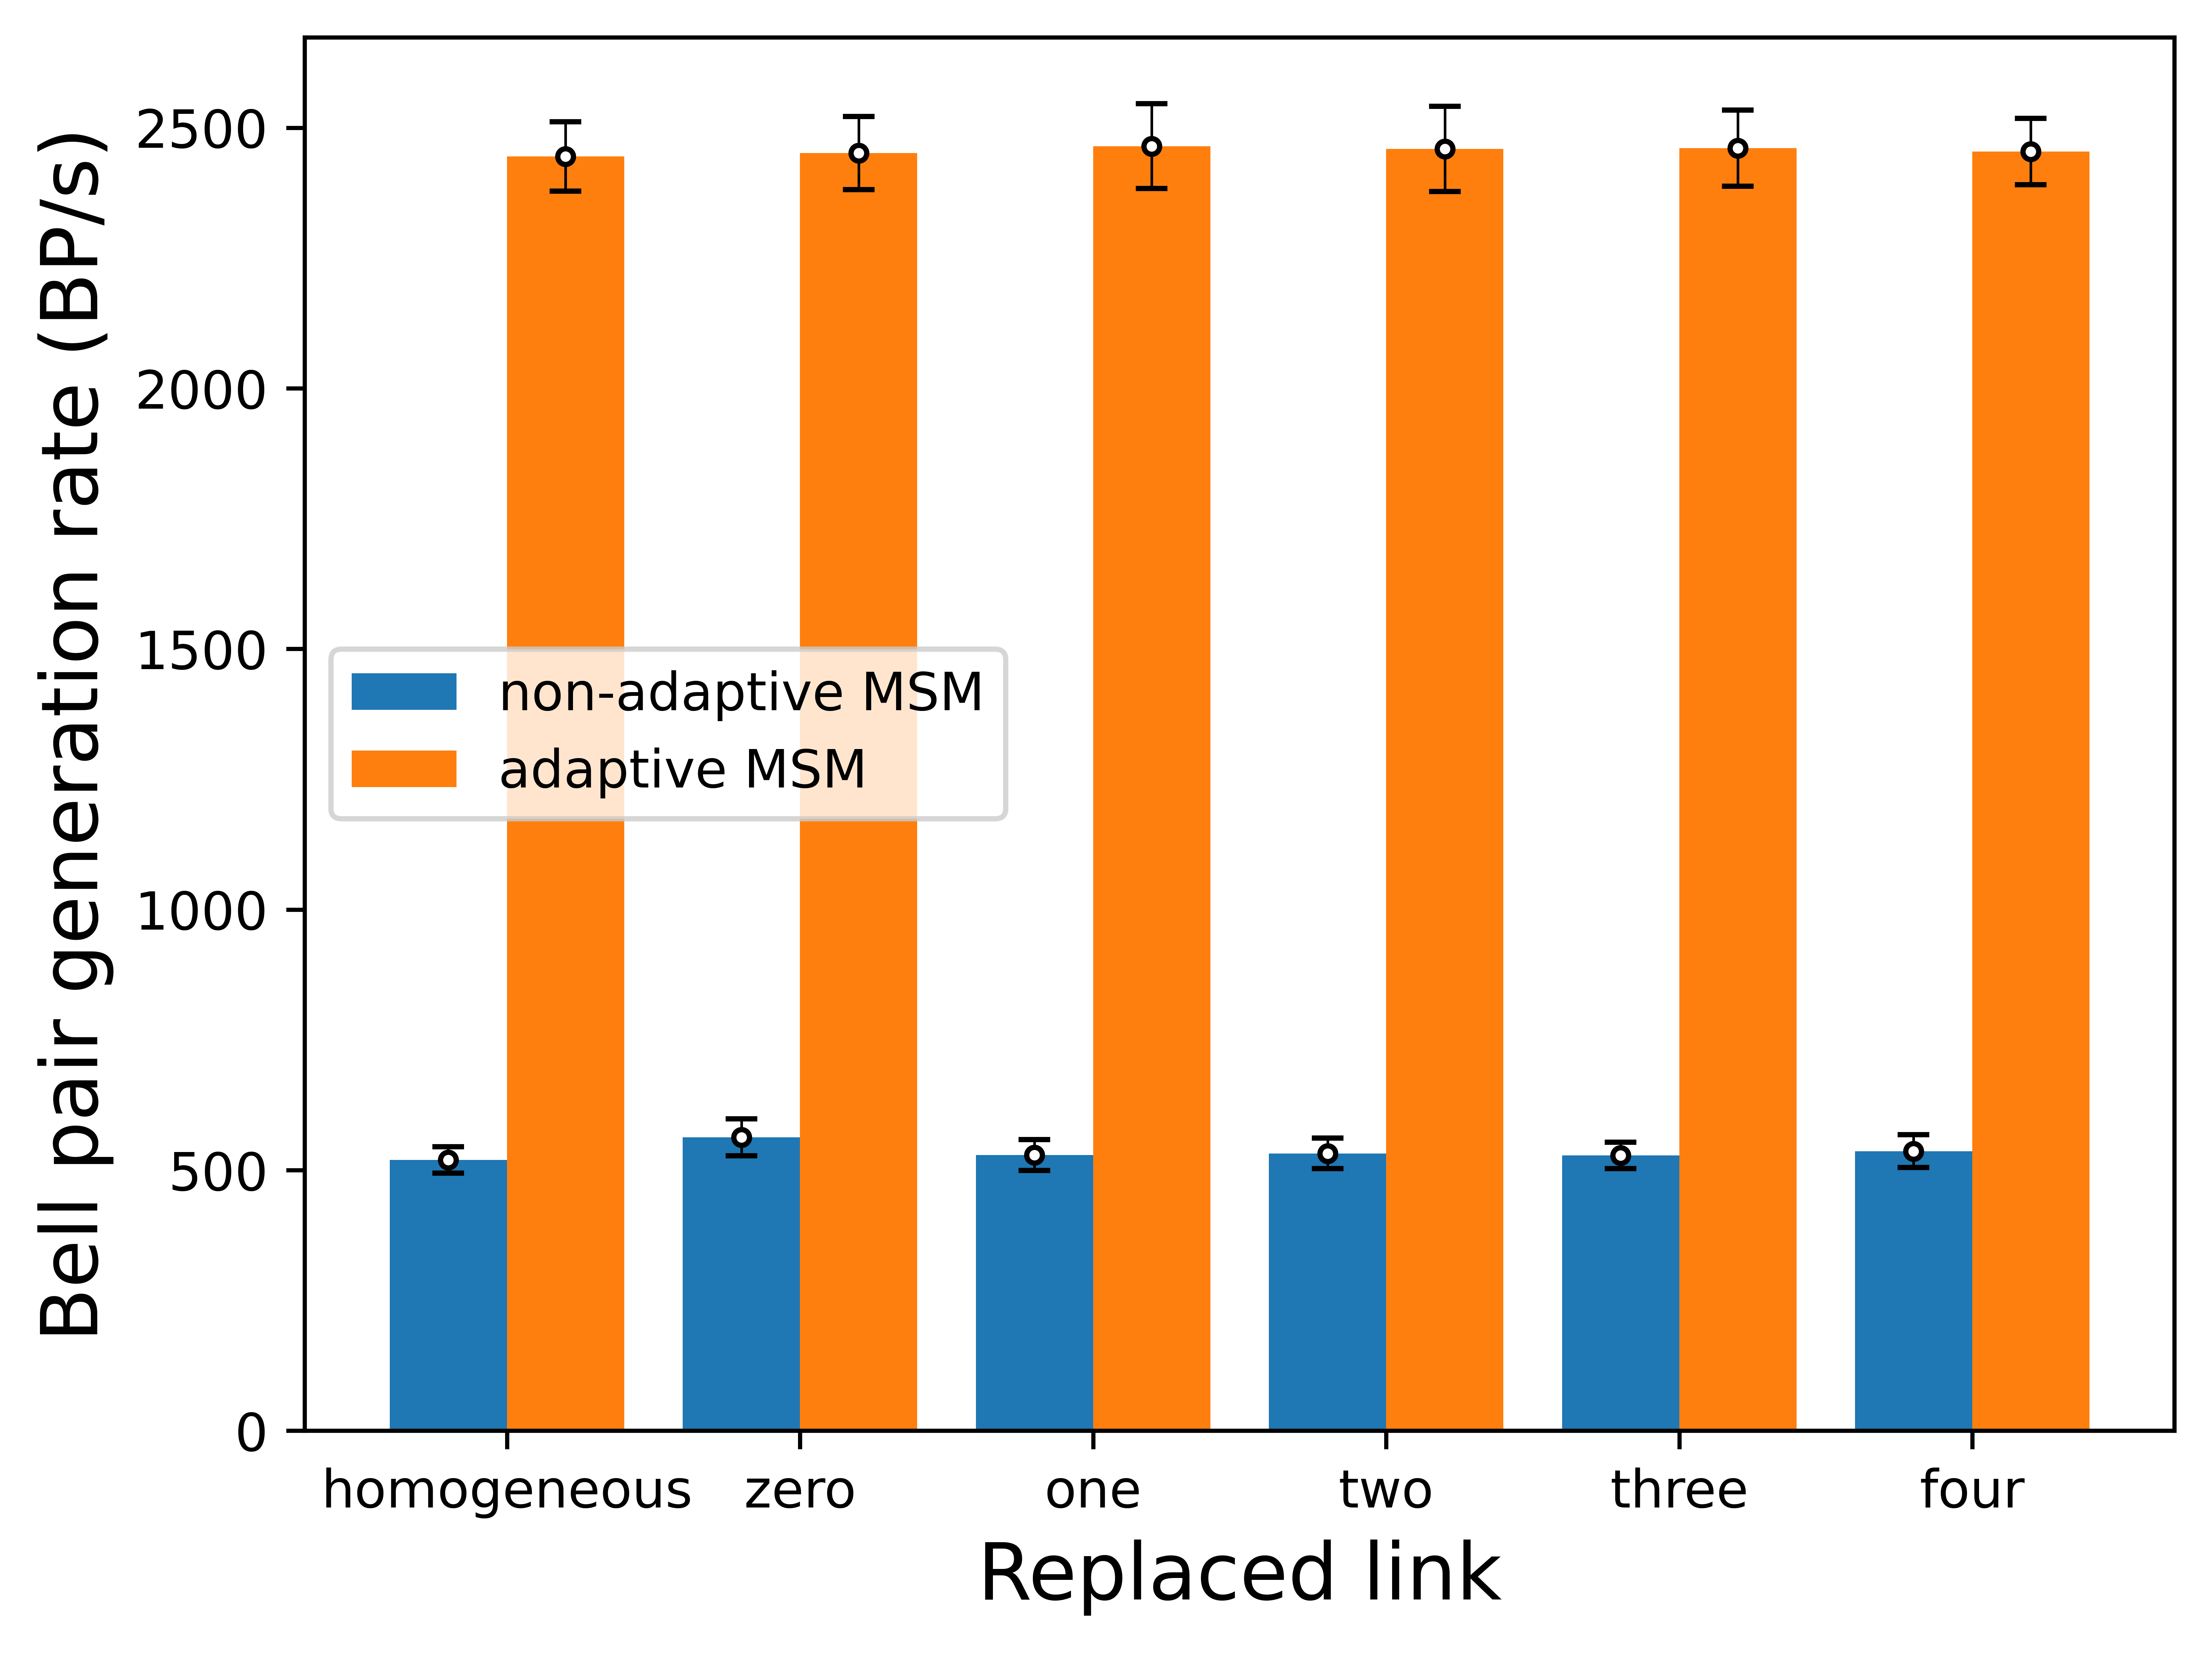 Bell pair generation rate (BP/s)
2500
2000
1500
1000
500
0
non-adaptive MSM
adaptive MSM
homogeneous zero one two three four
Replaced link